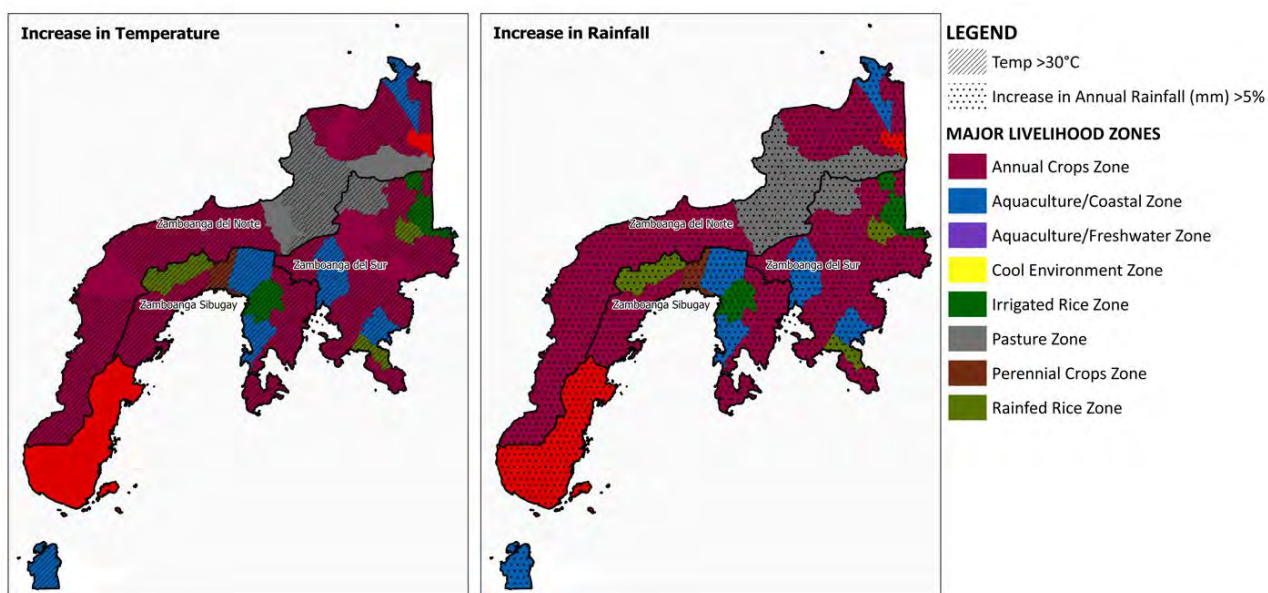 Increase in Temperature
Zamboanga del Norte
Zamboanga del Sur
Zamboanga Sibugay
Increase in Rainfall
Zamboanga del Norte
Zamboanga del Sur
Zamboanga Sibugay
LEGEND
Temp >30°C
Increase in Annual Rainfall (mm) >5%
MAJOR LIVELIHOOD ZONES
Annual Crops Zone
Aquaculture/Coastal Zone
Aquaculture/Freshwater Zone
Cool Environment Zone
Irrigated Rice Zone
Pasture Zone
Perennial Crops Zone
Rainfed Rice Zone